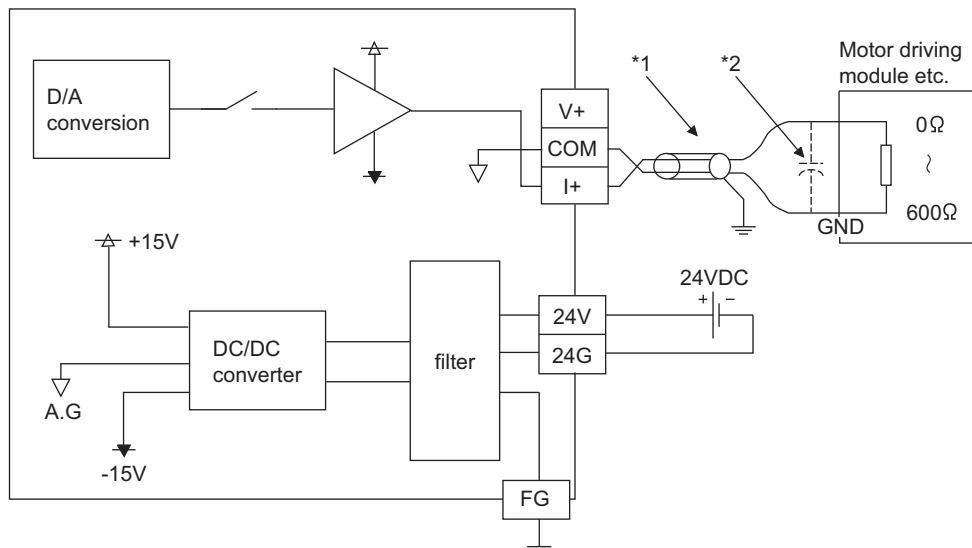 Motor driving
module etc.
*1
*2
D/A
conversion
V+
COM
I+
0Ω
~
600Ω
GND
+15V
24VDC
+ −
24V
24G
DC/DC
converter
filter
A.G
-15V
FG